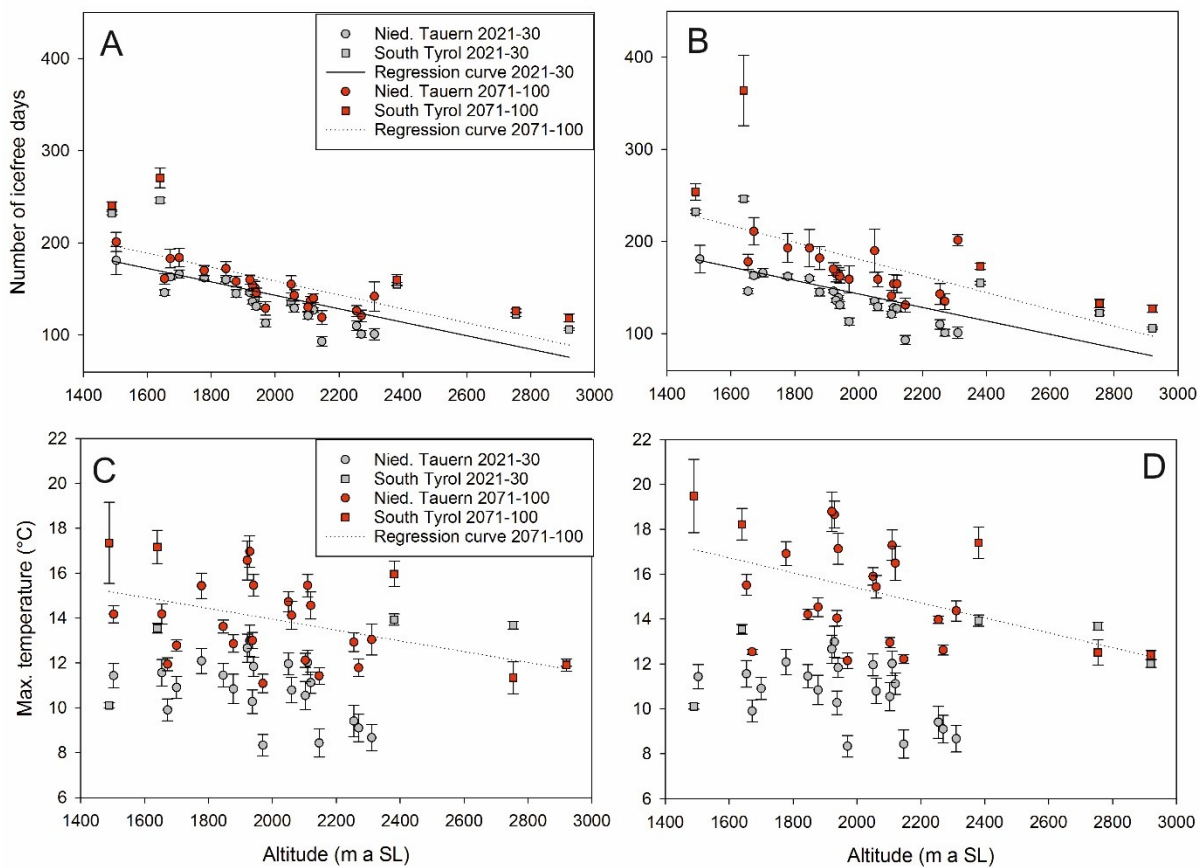 A
Nied. Tauern 2021-30
South Tyrol 2021-30
Regression curve 2021-30
Nied. Tauern 2071-100
South Tyrol 2071-100
Regression curve 2071-100
B
Number of icefree days
400
300
200
100
400
300
200
100
1400 1600 1800 2000 2200 2400 2600 2800 3000
1400 1600 1800 2000 2200 2400 2600 2800 3000
C
Nied. Tauern 2021-30
South Tyrol 2021-30
Nied. Tauern 2071-100
South Tyrol 2071-100
Regression curve 2071-100
D
Max. temperature (°C)
22
20
18
16
14
12
10
8
6
22
20
18
16
14
12
10
8
6
1400 1600 1800 2000 2200 2400 2600 2800 3000
1400 1600 1800 2000 2200 2400 2600 2800 3000
Altitude (m a SL)
Altitude (m a SL)